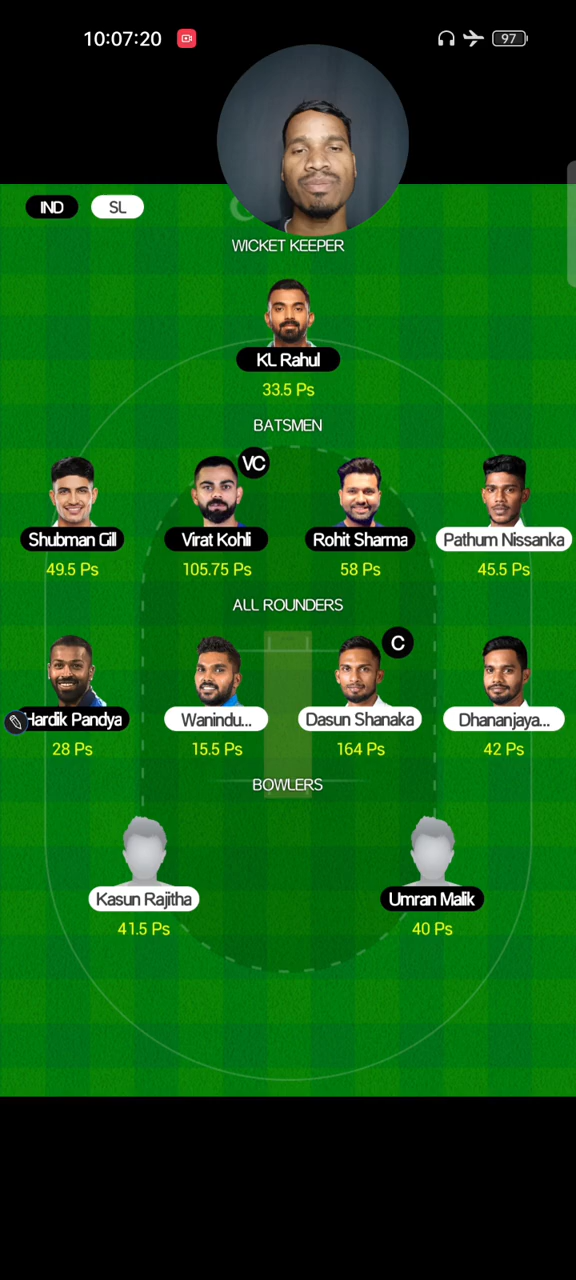 10:07:20
97
IND SL
WICKET KEEPER
KL Rahul
33.5 Ps
BATSMEN
VC
Shubman Gill Virat Kohli Rohit Sharma Pathum Nissanka
49.5 Ps 105.75 Ps 58 Ps 45.5 Ps
ALL ROUNDERS
C
Hardik Pandya Wanindu... Dasun Shanaka Dhananjaya...
28 Ps 15.5 Ps 164 Ps 42 Ps
BOWLERS
Kasun Rajitha Umran Malik
41.5 Ps 40 Ps